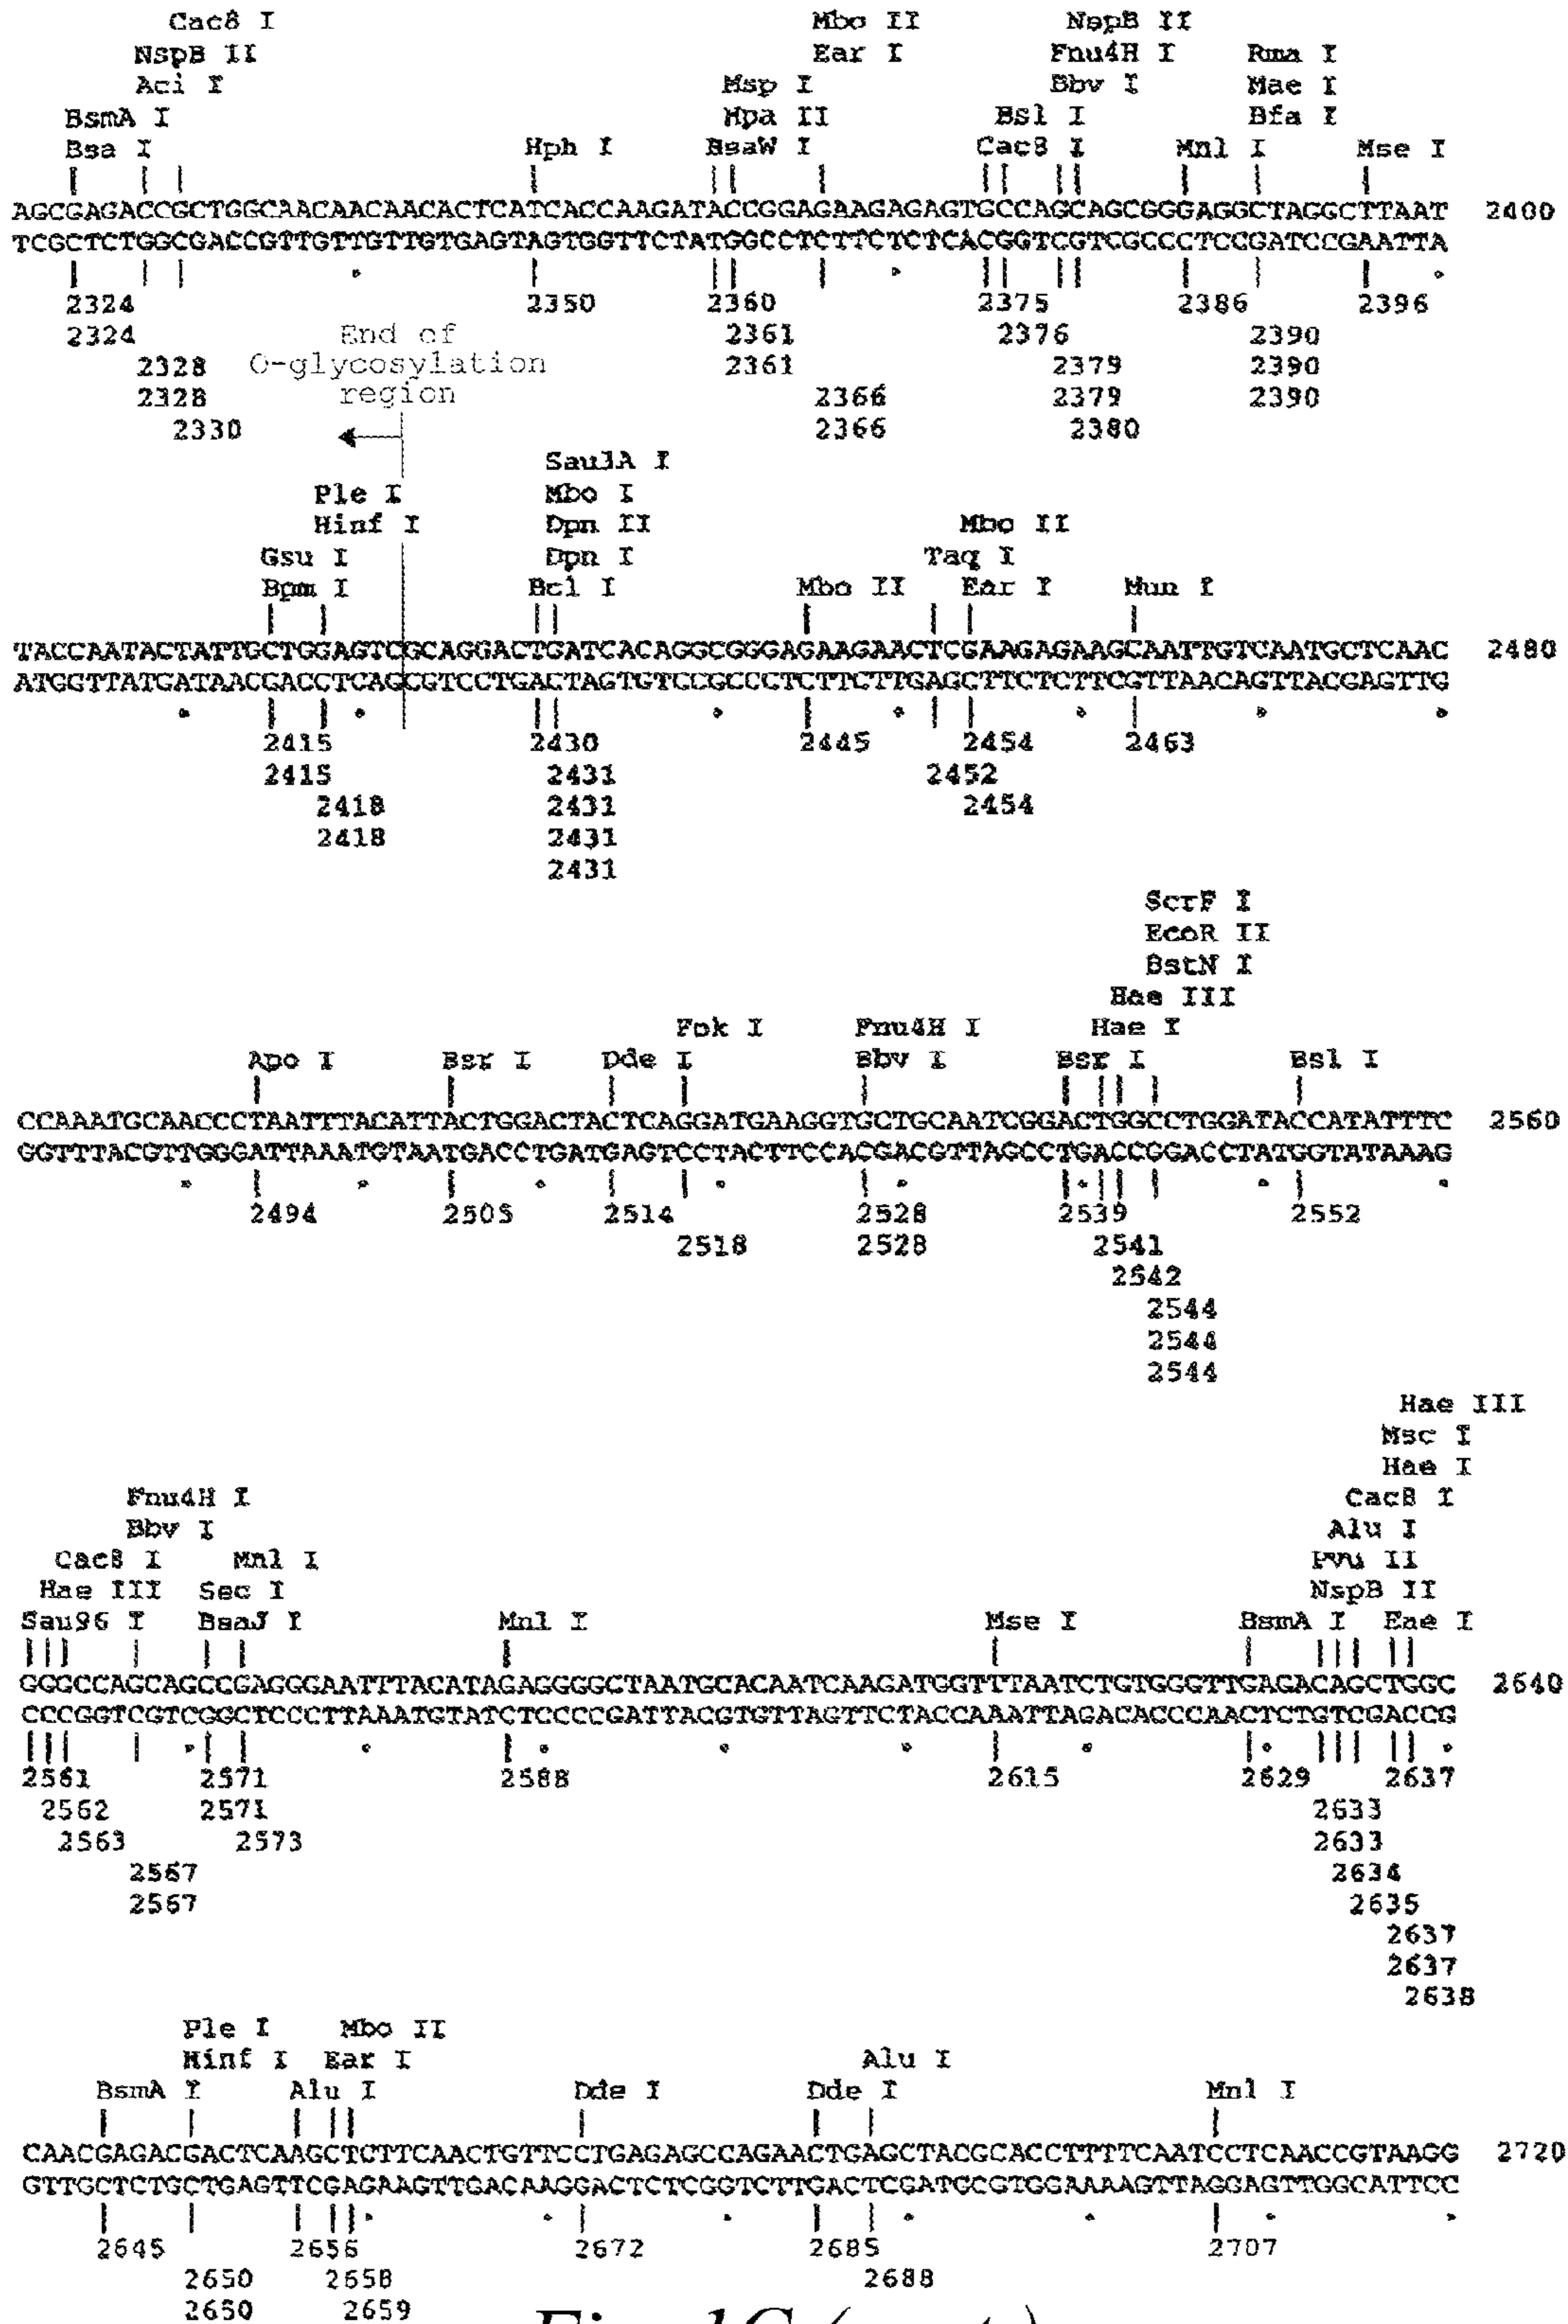 Cac8 I Mbo II NspB II
NspB II Ear I Fnu4H I Rma I
Aci I Msp I Bbv I Mae I
BsmA I Hpa II Bsl I Bfa I
Bsa I Hph I BsaW I Cac8 I Mnl I Mse I
AGCGAGACCGCTGGCAACAACAACACTCATCACCAAGATACCGGAGAAGAGAGTGCCAGCAGCGGGAGGCTAGGCTTAAT 2400
TCGCTCTGGCGACCGTTGTTGTTGTGAGTAGTGGTTCTATGGCCTCTTCTCTCACGGTCGTCGCCCTCCGATCCGAATTA
2324 2350 2360 2375 2386 2396
2324 End of 2361 2376 2390
2328 O-glycosylation 2361 2379 2390
2328 region 2366 2379 2390
2330 2366 2380
Sau3A I
Ple I Mbo I
Hinf I Dpn II Mbo II
Gsu I Dpn I Taq I
Bpm I Bcl I Mbo II Ear I Mun I
TACCAATACTATTGCTGGAGTCGCAGGACTGATCACAGGCGGGAGAAGAACTCGAAGAGAAGCAATTGTCAATGCTCAAC 2480
ATGGTTATGATAACGACCTCAGCGTCCTGACTAGTGTCCGCCCTCTTCTTGAGCTTCTCTTCGTTAACAGTTACGAGTTG
2415 2430 2445 2454 2463
2415 2431 2452
2418 2431 2454
2418 2431
2431
ScrF I
EcoR II
BstN I
Hae III
Fok I Fnu4H I Hae I
Apo I Bsr I Dde I Bbv I Bsr I Bsl I
CCAAATGCAACCCTAATTTACATTACTGGACTACTCAGGATGAAGGTGCTGCAATCGGACTGGCCTGGATACCATATTTC 2560
GGTTTACGTTGGGATTAAATGTAATGACCTGATGAGTCCTACTTCCACGACGTTAGCCTGACCGGACCTATGGTATAAAG
2494 2505 2514 2528 2539 2552
2518 2528 2541
2542
2544
2544
2544
Hae III
Msc I
Hae I
Fnu4H I Cac8 I
Bbv I Alu I
Cac8 I Mnl I Pvu II
Hae III Sec I NspB II
Sau96 I BsaJ I Mnl I Mse I BsmA I Eae I
GGGCCAGCAGCCGAGGGAATTTACATAGAGGGGCTAATGCACAATCAAGATGGTTTAATCTGTGGGTTGAGACAGCTGGC 2640
CCCGGTCGTCGGCTCCCTTAAATGTATCTCCCCGATTACGTGTTAGTTCTACCAAATTAGACACCCAACTCTGTCGACCG
2561 2571 2588 2615 2629 2637
2562 2571 2633
2563 2573 2633
2567 2634
2567 2635
2637
2637
2638
Ple I Mbo II
Hinf I Ear I Alu I
BsmA I Alu I Dde I Dde I Mnl I
CAACGAGACGACTCAAGCTCTTCAACTGTTCCTGAGAGCCAGAACTGAGCTACGCACCTTTTCAATCCTCAACCGTAAGG 2720
GTTGCTCTGCTGAGTTCGAGAAGTTGACAAGGACTCTCGGTCTTGACTCGATGCGTGGAAAAGTTAGGAGTTGGCATTCC
2645 2656 2672 2685 2707
2650 2658 2688
2650 2659